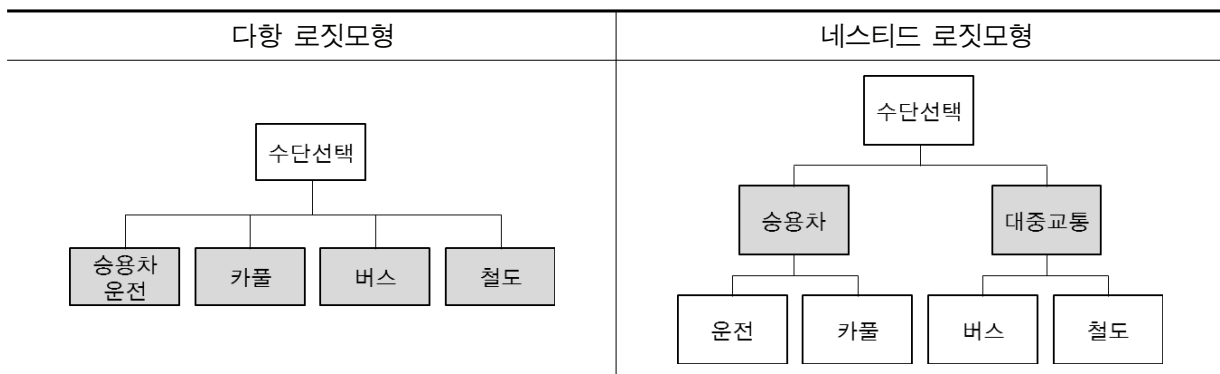 다항 로짓모형
네스티드 로짓모형
수단선택
승용차
운전
카풀
버스
철도
수단선택
승용차
대중교통
운전
카풀
버스
철도